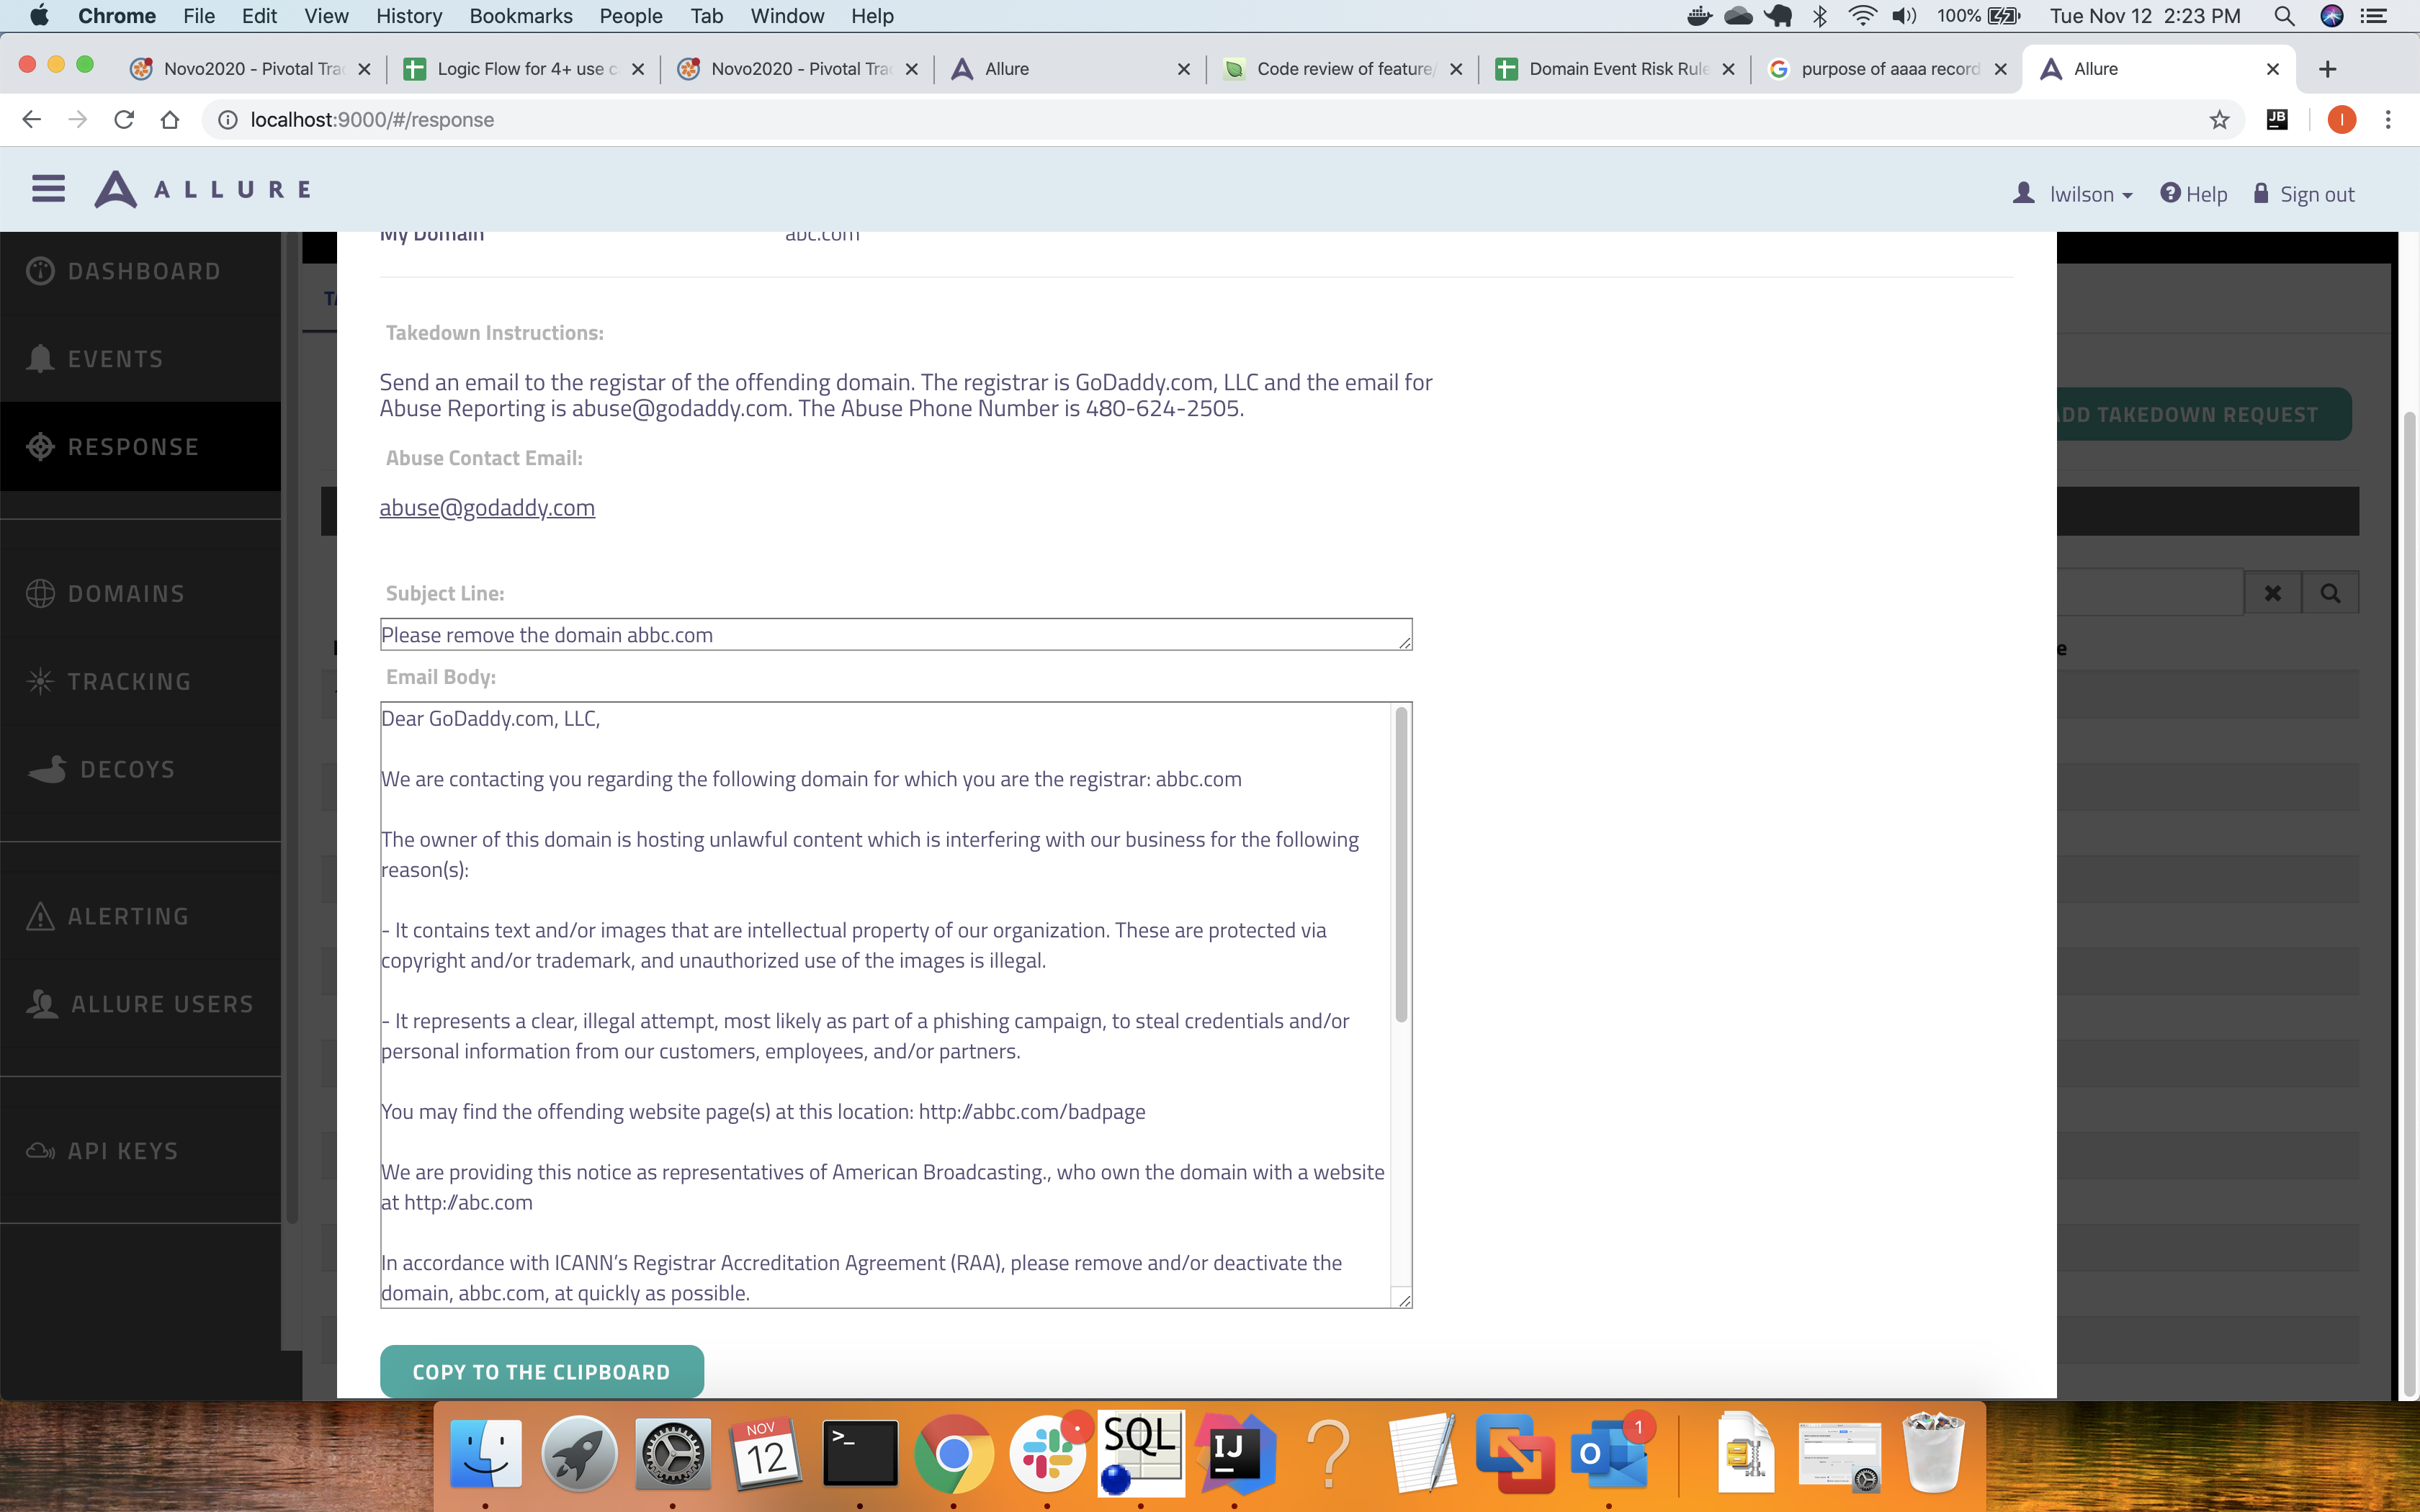 Chrome File Edit View History Bookmarks People Tab Window Help 100% Tue Nov 12 2:23 PM
Novo2020 - Pivotal Trac Logic Flow for 4+ use c Novo2020 - Pivotal Trac Allure Code review of feature/ Domain Event Risk Rule purpose of aaaa record Allure
localhost:9000/#/response JB I
ALLURE lwilson Help Sign out
My Domain abc.com
DASHBOARD
EVENTS
RESPONSE
DOMAINS
TRACKING
DECOYS
ALERTING
ALLURE USERS
API KEYS
Takedown Instructions:
Send an email to the registar of the offending domain. The registrar is GoDaddy.com, LLC and the email for
Abuse Reporting is abuse@godaddy.com. The Abuse Phone Number is 480-624-2505.
TAKEDOWN REQUEST
Abuse Contact Email:
abuse@godaddy.com
Subject Line:
Please remove the domain abbc.com
Email Body:
Dear GoDaddy.com, LLC,
We are contacting you regarding the following domain for which you are the registrar: abbc.com
The owner of this domain is hosting unlawful content which is interfering with our business for the following
reason(s):
- It contains text and/or images that are intellectual property of our organization. These are protected via
copyright and/or trademark, and unauthorized use of the images is illegal.
- It represents a clear, illegal attempt, most likely as part of a phishing campaign, to steal credentials and/or
personal information from our customers, employees, and/or partners.
You may find the offending website page(s) at this location: http://abbc.com/badpage
We are providing this notice as representatives of American Broadcasting., who own the domain with a website
at http://abc.com
In accordance with ICANN’s Registrar Accreditation Agreement (RAA), please remove and/or deactivate the
domain, abbc.com, at quickly as possible.
COPY TO THE CLIPBOARD
NOV
12
>_
SQL
IJ
?
O
1